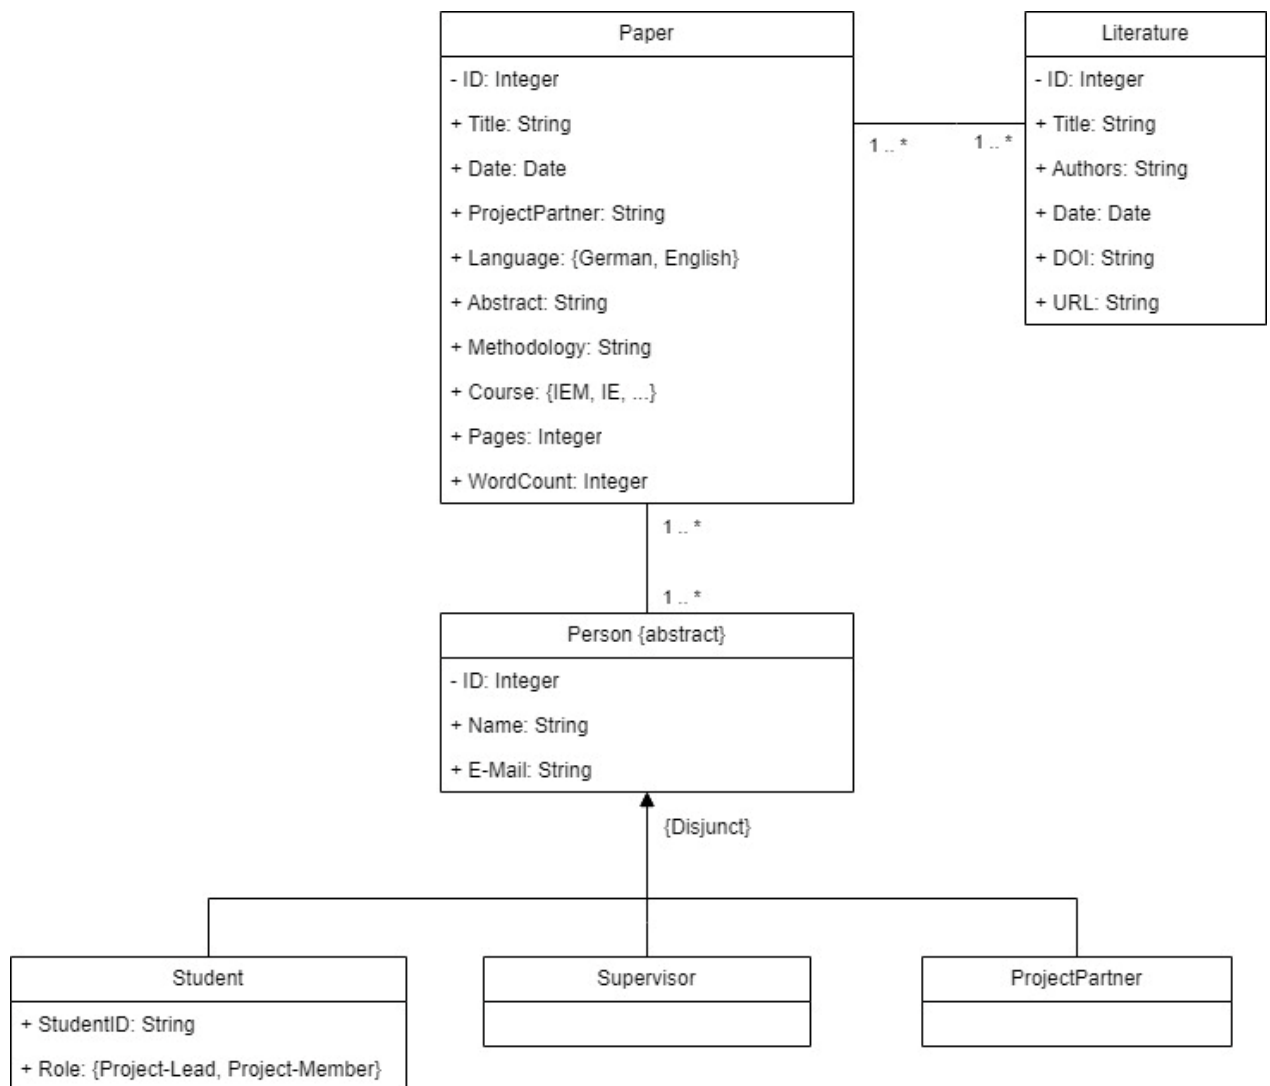 Paper
- ID: Integer
+ Title: String
+ Date: Date
+ ProjectPartner: String
+ Language: {German, English}
+ Abstract: String
+ Methodology: String
+ Course: {IEM, IE, ...}
+ Pages: Integer
+ WordCount: Integer
1 .. *
1 .. *
Literature
- ID: Integer
+ Title: String
+ Authors: String
+ Date: Date
+ DOI: String
+ URL: String
1 .. *
1 .. *
Person {abstract}
- ID: Integer
+ Name: String
+ E-Mail: String
{Disjunct}
Student
+ StudentID: String
+ Role: {Project-Lead, Project-Member}
Supervisor
ProjectPartner